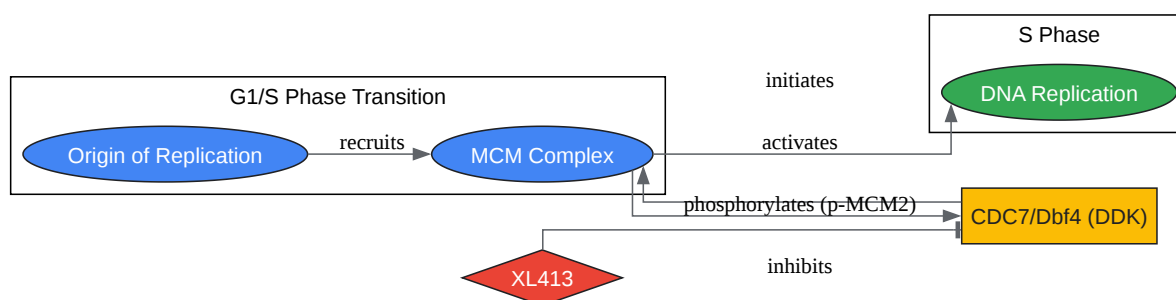 S Phase
initiates
DNA Replication
G1/S Phase Transition
Origin of Replication
recruits
MCM Complex
activates
phosphorylates (p-MCM2)
CDC7/Dbf4 (DDK)
XL413
inhibits